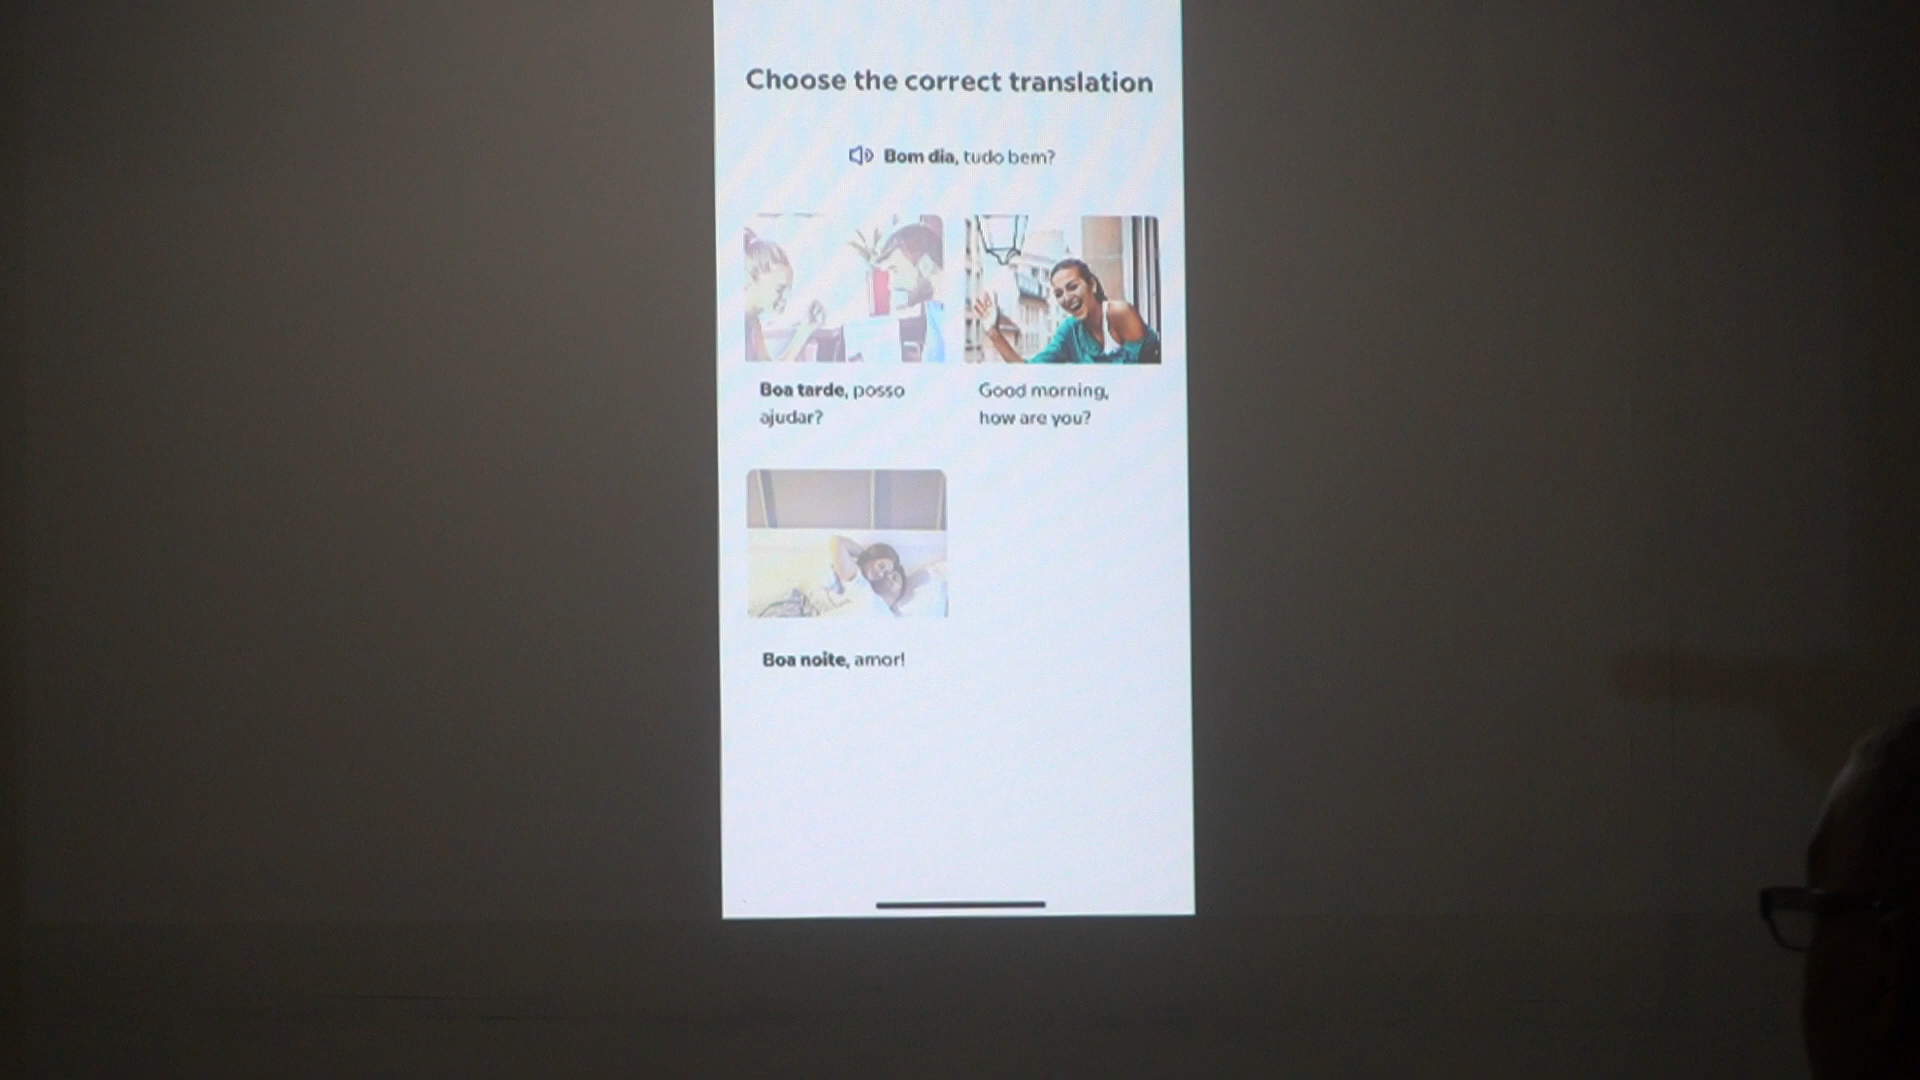 Choose the correct translation
Bom dia, tudo bem?
Boa tarde, posso
ajudar?
Good morning,
how are you?
Boa noite, amor!